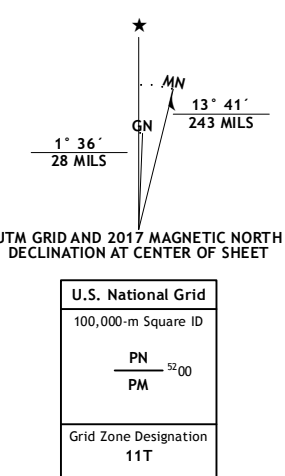 ★
MN
GN
13° 41´
243 MILS
1° 36´
28 MILS
UTM GRID AND 2017 MAGNETIC NORTH
DECLINATION AT CENTER OF SHEET
U.S. National Grid
100,000-m Square ID
PN
5200
PM
Grid Zone Designation
11T